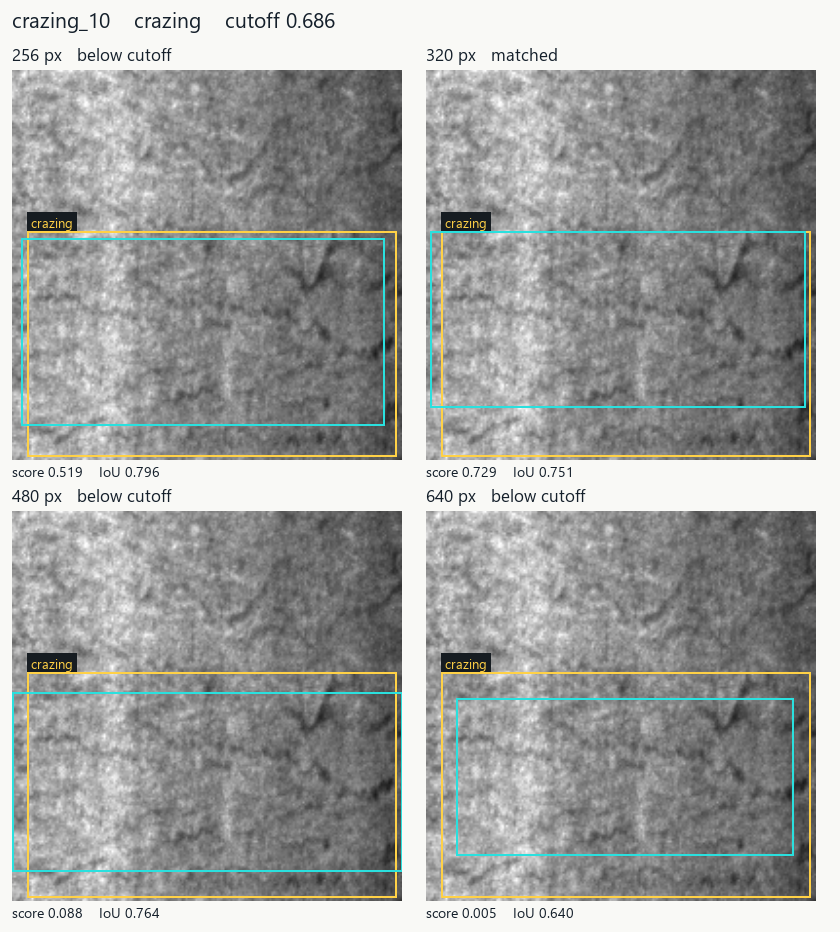 crazing_10 crazing cutoff 0.686
256 px below cutoff
crazing
score 0.519 IoU 0.796
320 px matched
crazing
score 0.729 IoU 0.751
480 px below cutoff
crazing
score 0.088 IoU 0.764
640 px below cutoff
crazing
score 0.005 IoU 0.640